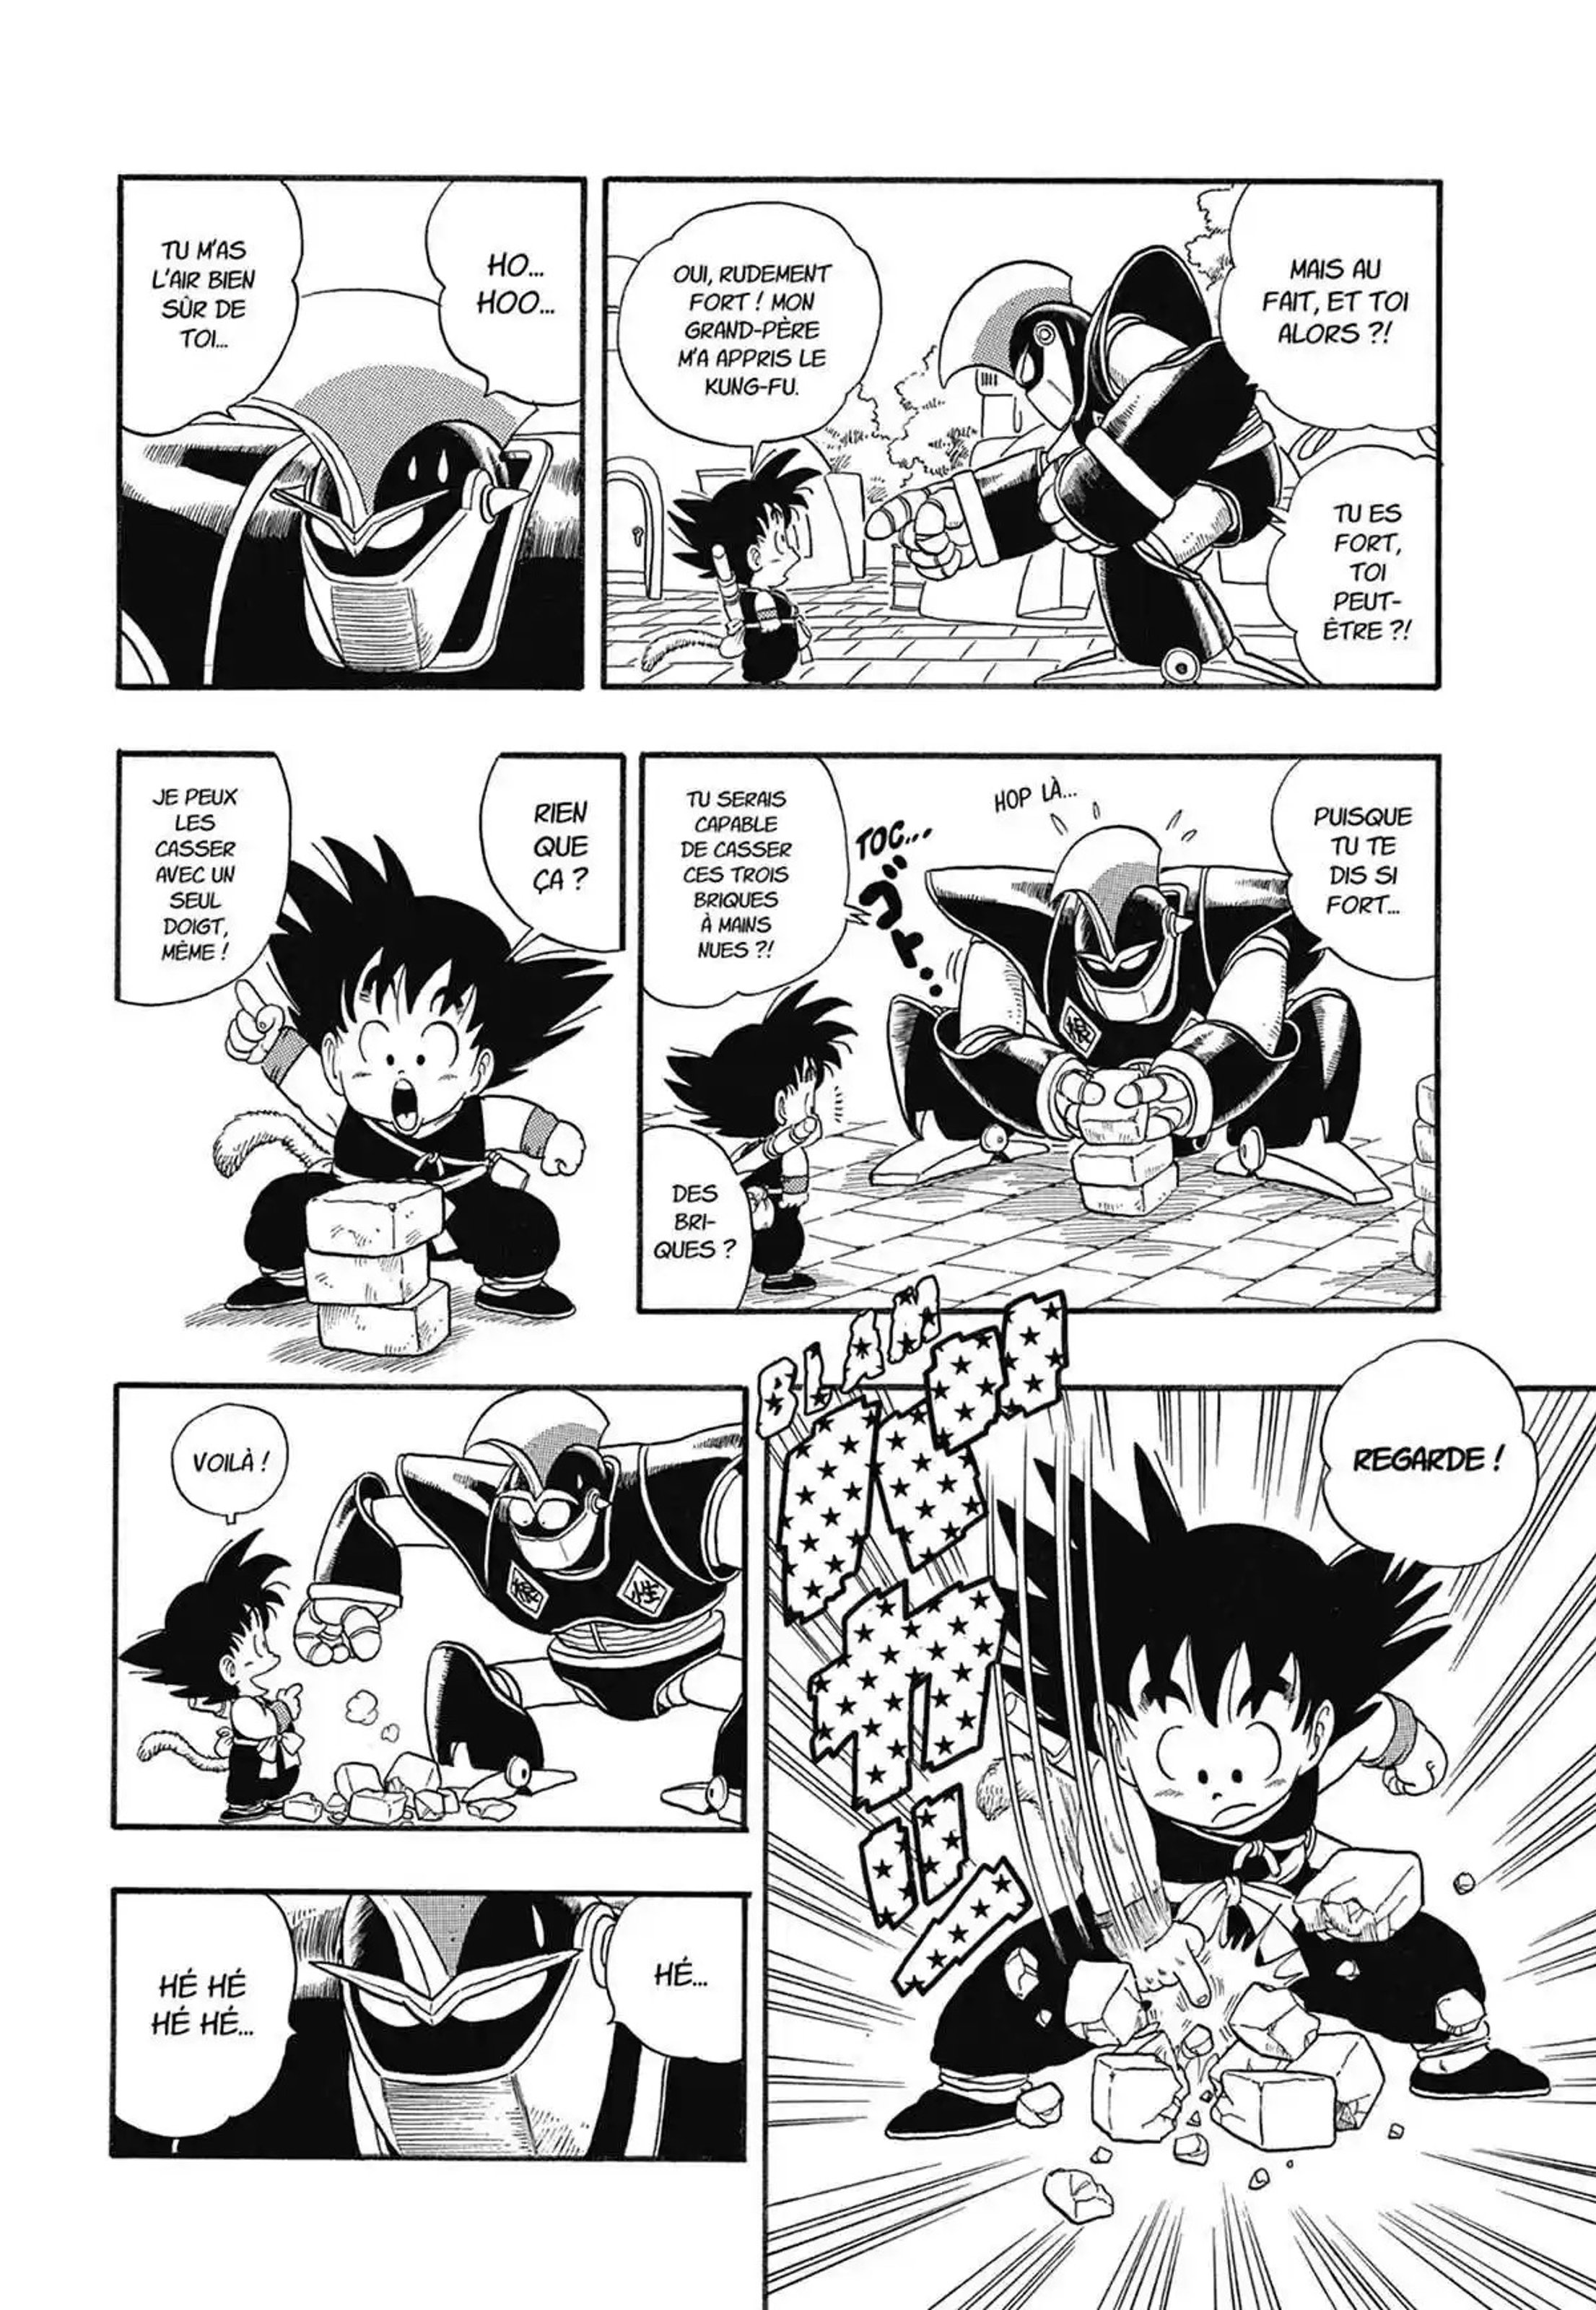 MAIS AU
FAIT, ET TOI
ALORS ?!
TU ES
FORT,
TOI
PEUT-
ÊTRE ?!
OUI, RUDEMENT
FORT ! MON
GRAND-PÈRE
M'A APPRIS LE
KUNG-FU.
HO...
HOO...
TU M'AS
L'AIR BIEN
SÛR DE
TOI...
PUISQUE
TU TE
DIS SI
FORT...
HOP LÀ...
TOC...
ゴト..
TU SERAIS
CAPABLE
DE CASSER
CES TROIS
BRIQUES
À MAINS
NUES ?!
DES
BRI-
QUES ?
RIEN
QUE
ÇA ?
JE PEUX
LES
CASSER
AVEC UN
SEUL
DOIGT,
MÊME !
REGARDE !
BLAM
VOILÀ !
HÉ...
HÉ HÉ
HÉ HÉ...